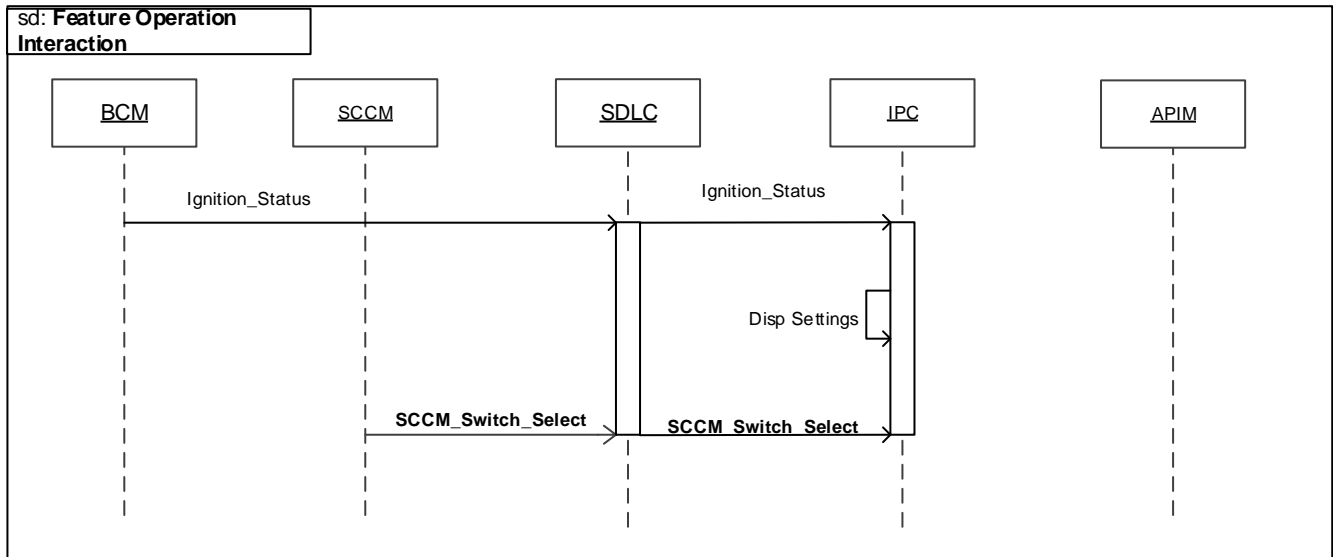 sd: Feature Operation
Interaction
BCM
SCCM
SDLC
IPC
APIM
Ignition_Status
Ignition_Status
Disp Settings
SCCM_Switch_Select
SCCM_Switch_Select